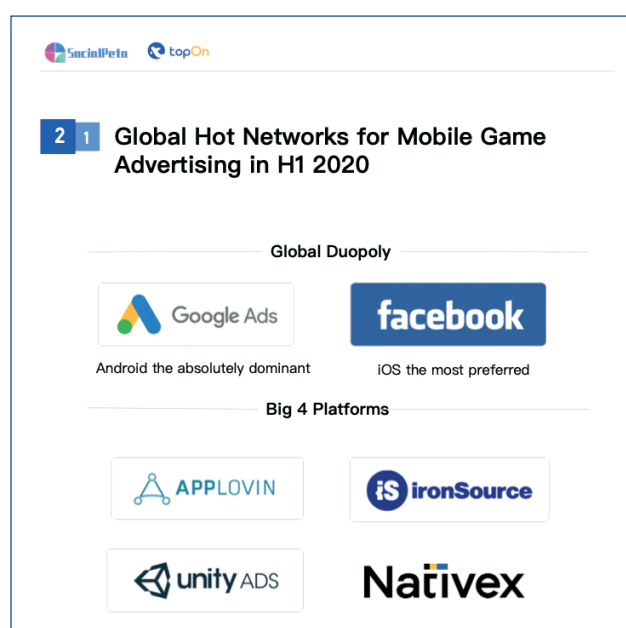 SocialPeta topOn
2 1 Global Hot Networks for Mobile Game
Advertising in H1 2020
Global Duopoly
Google Ads facebook
Android the absolutely dominant iOS the most preferred
Big 4 Platforms
APPLOVIN iS ironSource
unity ADS Nativex